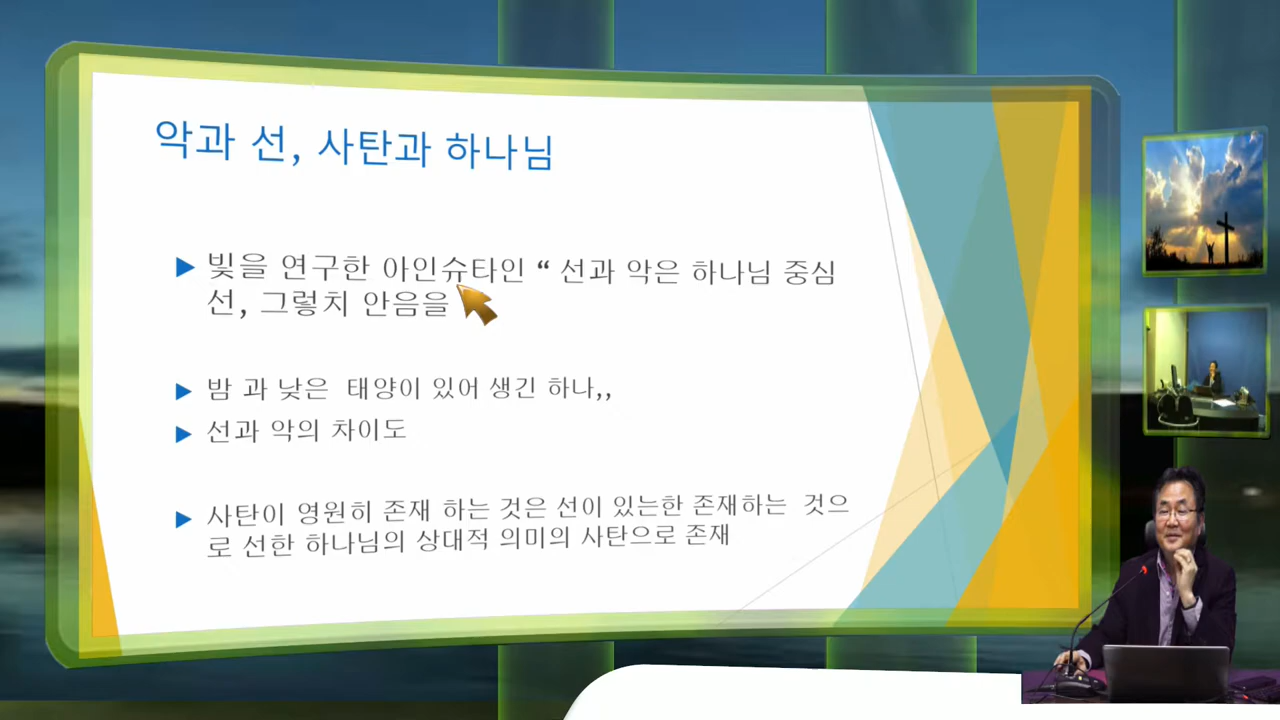 악과 선, 사탄과 하나님
빛을 연구한 아인슈타인 “ 선과 악은 하나님 중심
선, 그렇치 안음을
밤 과 낮은 태양이 있어 생긴 하나,,
선과 악의 차이도
사탄이 영원히 존재 하는 것은 선이 있는한 존재하는 것으
로 선한 하나님의 상대적 의미의 사탄으로 존재